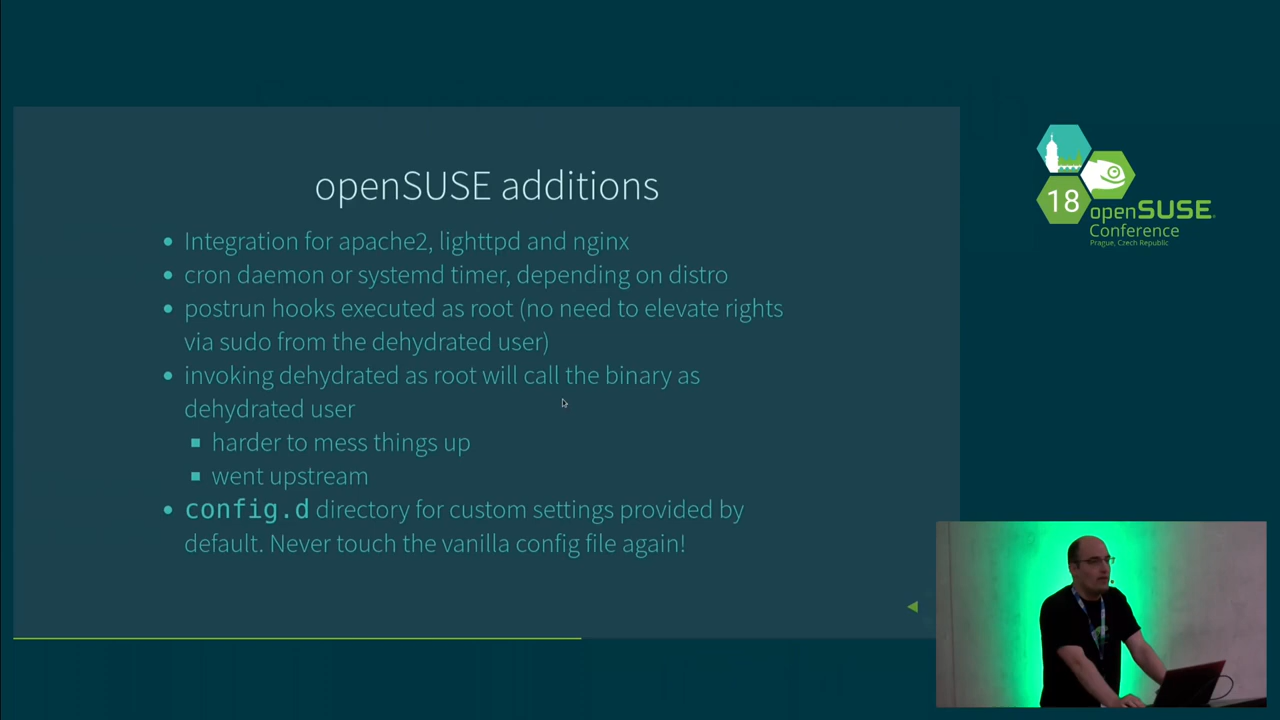 openSUSE additions
Integration for apache2, lighttpd and nginx
cron daemon or systemd timer, depending on distro
postrun hooks executed as root (no need to elevate rights
via sudo from the dehydrated user)
invoking dehydrated as root will call the binary as
dehydrated user
harder to mess things up
went upstream
config.d directory for custom settings provided by
default. Never touch the vanilla config file again!
18
openSUSE
Conference
Prague, Czech Republic